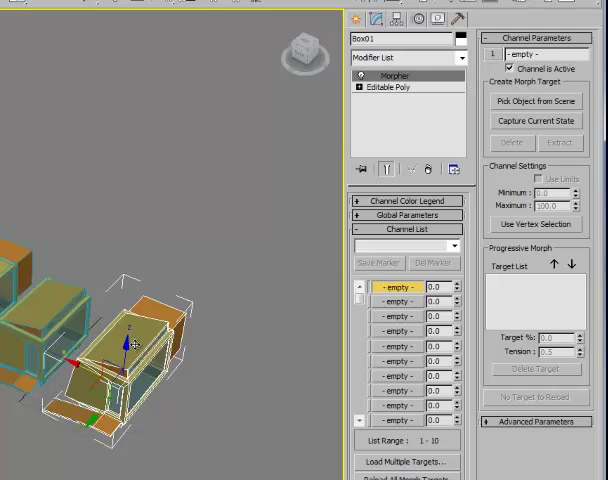 z
Box01
Modifier List
Morpher
Editable Poly
+ Channel Color Legend
+ Global Parameters
- Channel List
Save Marker Del Marker
- empty - 0.0
- empty - 0.0
- empty - 0.0
- empty - 0.0
- empty - 0.0
- empty - 0.0
- empty - 0.0
- empty - 0.0
- empty - 0.0
- empty - 0.0
List Range : 1 - 10
Load Multiple Targets...
Reload All Morph Targets
- Channel Parameters
1 - empty -
Channel is Active
Create Morph Target
Pick Object from Scene
Capture Current State
Delete Extract
Channel Settings
Use Limits
Minimum : 0.0
Maximum : 100.0
Use Vertex Selection
Progressive Morph
Target List
Target %: 0.0
Tension : 0.5
Delete Target
No Target to Reload
+ Advanced Parameters